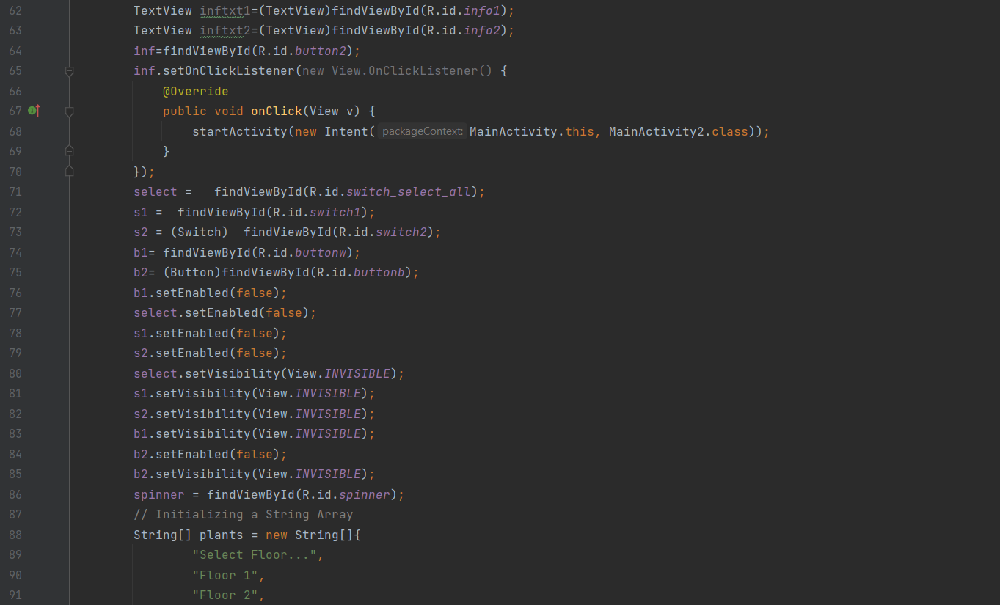 62 TextView inftxt1=(TextView)findViewById(R.id.info1);
63 TextView inftxt2=(TextView)findViewById(R.id.info2);
64 inf=findViewById(R.id.button2);
65 inf.setOnClickListener(new View.OnClickListener() {
66 @Override
67 public void onClick(View v) {
68 startActivity(new Intent( packageContext: MainActivity.this, MainActivity2.class));
69 }
70 });
71 select =   findViewById(R.id.switch_select_all);
72 s1 =  findViewById(R.id.switch1);
73 s2 = (Switch)  findViewById(R.id.switch2);
74 b1= findViewById(R.id.buttonw);
75 b2= (Button)findViewById(R.id.buttonb);
76 b1.setEnabled(false);
77 select.setEnabled(false);
78 s1.setEnabled(false);
79 s2.setEnabled(false);
80 select.setVisibility(View.INVISIBLE);
81 s1.setVisibility(View.INVISIBLE);
82 s2.setVisibility(View.INVISIBLE);
83 b1.setVisibility(View.INVISIBLE);
84 b2.setEnabled(false);
85 b2.setVisibility(View.INVISIBLE);
86 spinner = findViewById(R.id.spinner);
87 // Initializing a String Array
88 String[] plants = new String[]{
89 "Select Floor...",
90 "Floor 1",
91 "Floor 2",